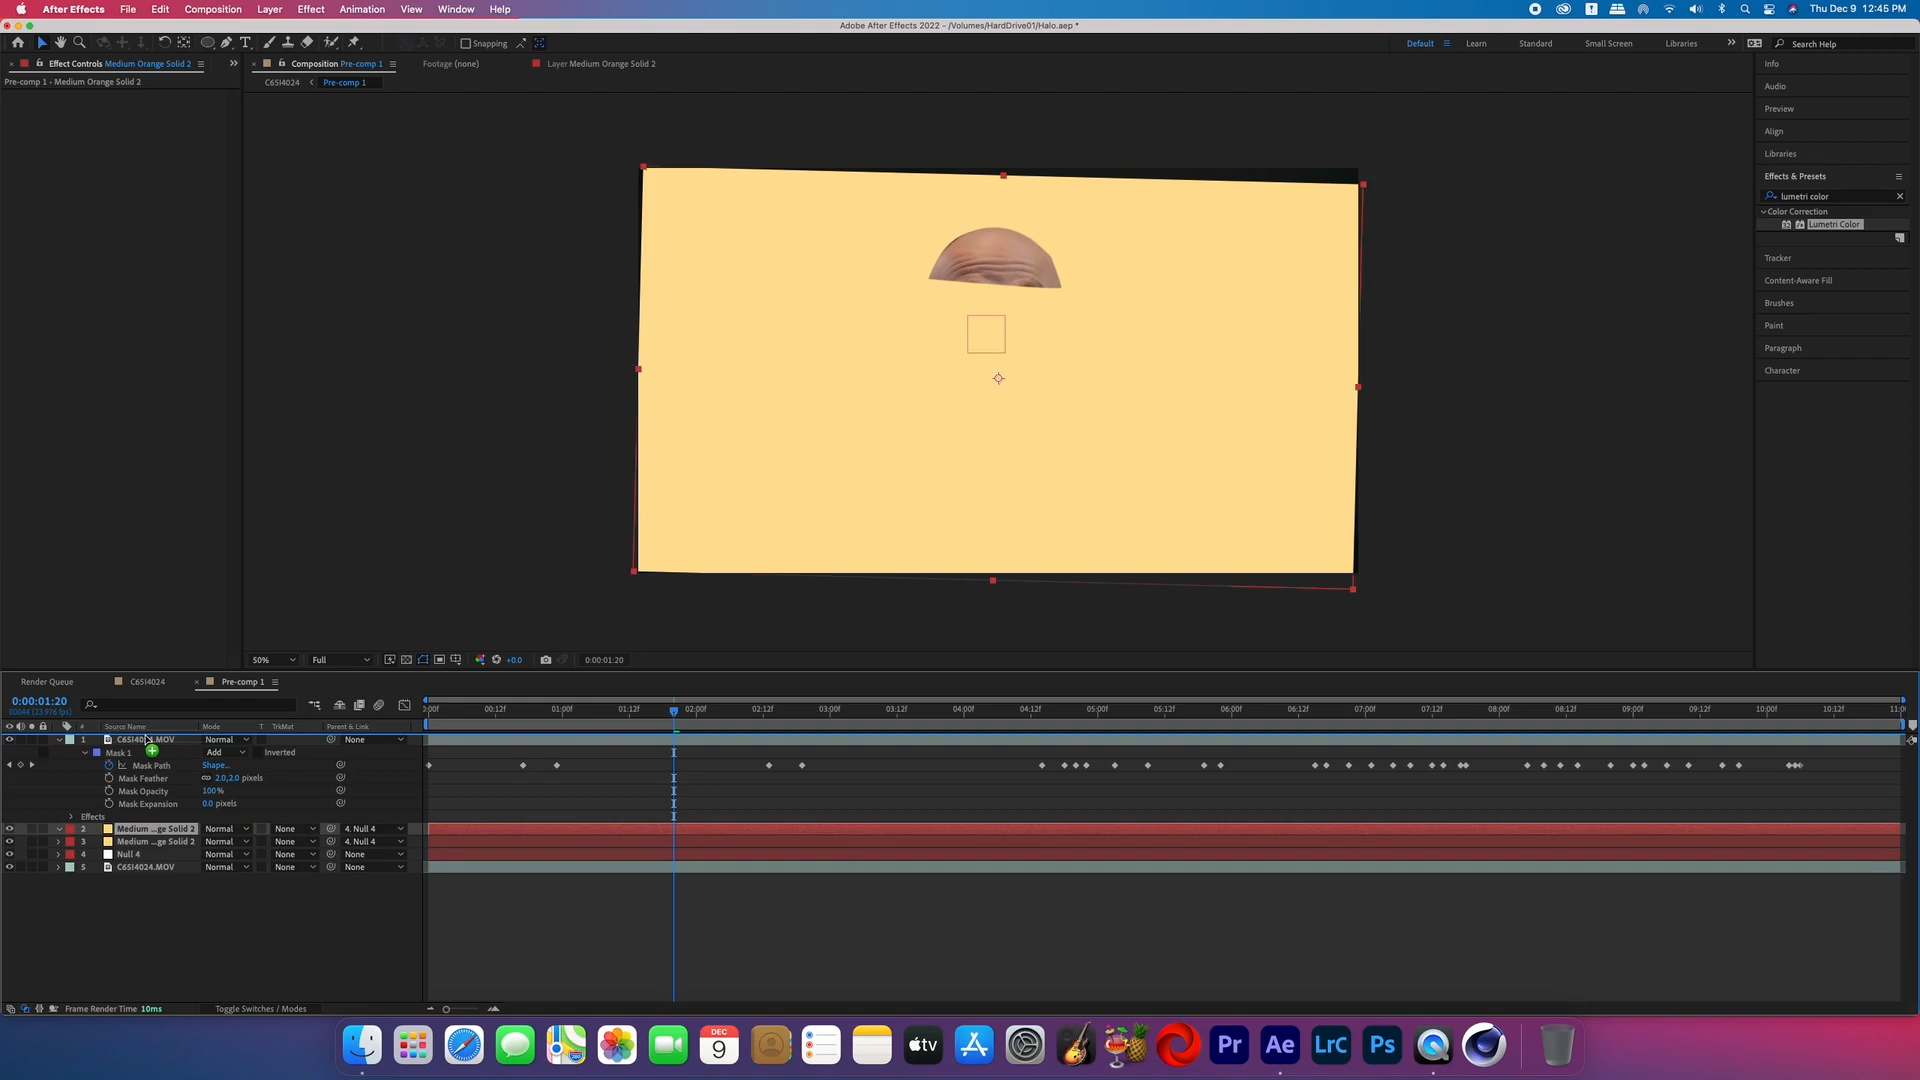 After Effects File Edit Composition Layer Effect Animation View Window Help Thu Dec 9 12:45 PM
Adobe After Effects 2022 - /Volumes/HardDrive01/Halo.aep *
Snapping Default Learn Standard Small Screen Libraries Search Help
Effect Controls Medium Orange Solid 2 Composition Pre-comp 1 Footage (none) Layer Medium Orange Solid 2 Info
Pre-comp 1 - Medium Orange Solid 2 C65I4024 Pre-comp 1
Audio
Preview
Align
Libraries
Effects & Presets
lumetri color
Color Correction
32 Lumetri Color
Tracker
Content-Aware Fill
Brushes
Paint
Paragraph
Character
50% Full +0.0 0:00:01:20
Render Queue C65I4024 Pre-comp 1
0:00:01:20
00044 (23.976 fps)
:00f 00:12f 01:00f 01:12f 02:00f 02:12f 03:00f 03:12f 04:00f 04:12f 05:00f 05:12f 06:00f 06:12f 07:00f 07:12f 08:00f 08:12f 09:00f 09:12f 10:00f 10:12f 11:0
# Source Name Mode T TrkMat Parent & Link
1 Normal None
Mask 1 Add Inverted
Mask Path Shape...
Mask Feather 2.0,2.0 pixels
Mask Opacity 100%
Mask Expansion 0.0 pixels
Effects
2 Medium ...ge Solid 2 Normal None 4. Null 4
3 Medium ...ge Solid 2 Normal None 4. Null 4
4 Null 4 Normal None None
5 C65I4024.MOV Normal None None
Frame Render Time 10ms Toggle Switches / Modes
DEC
9
tv
Pr Ae LrC Ps